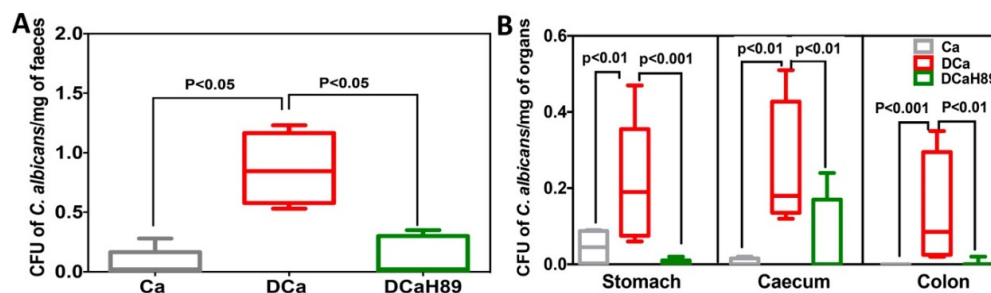 A
CFU of C. albicans/mg of faeces
2.0
1.5
1.0
0.5
0.0
P<0.05
P<0.05
Ca
DCa
DCaH89
B
CFU of C. albicans/mg of organs
0.6
0.4
0.2
0.0
Ca
DCa
DCaH89
p<0.01
p<0.001
p<0.01
p<0.01
P<0.001
P<0.01
Stomach
Caecum
Colon